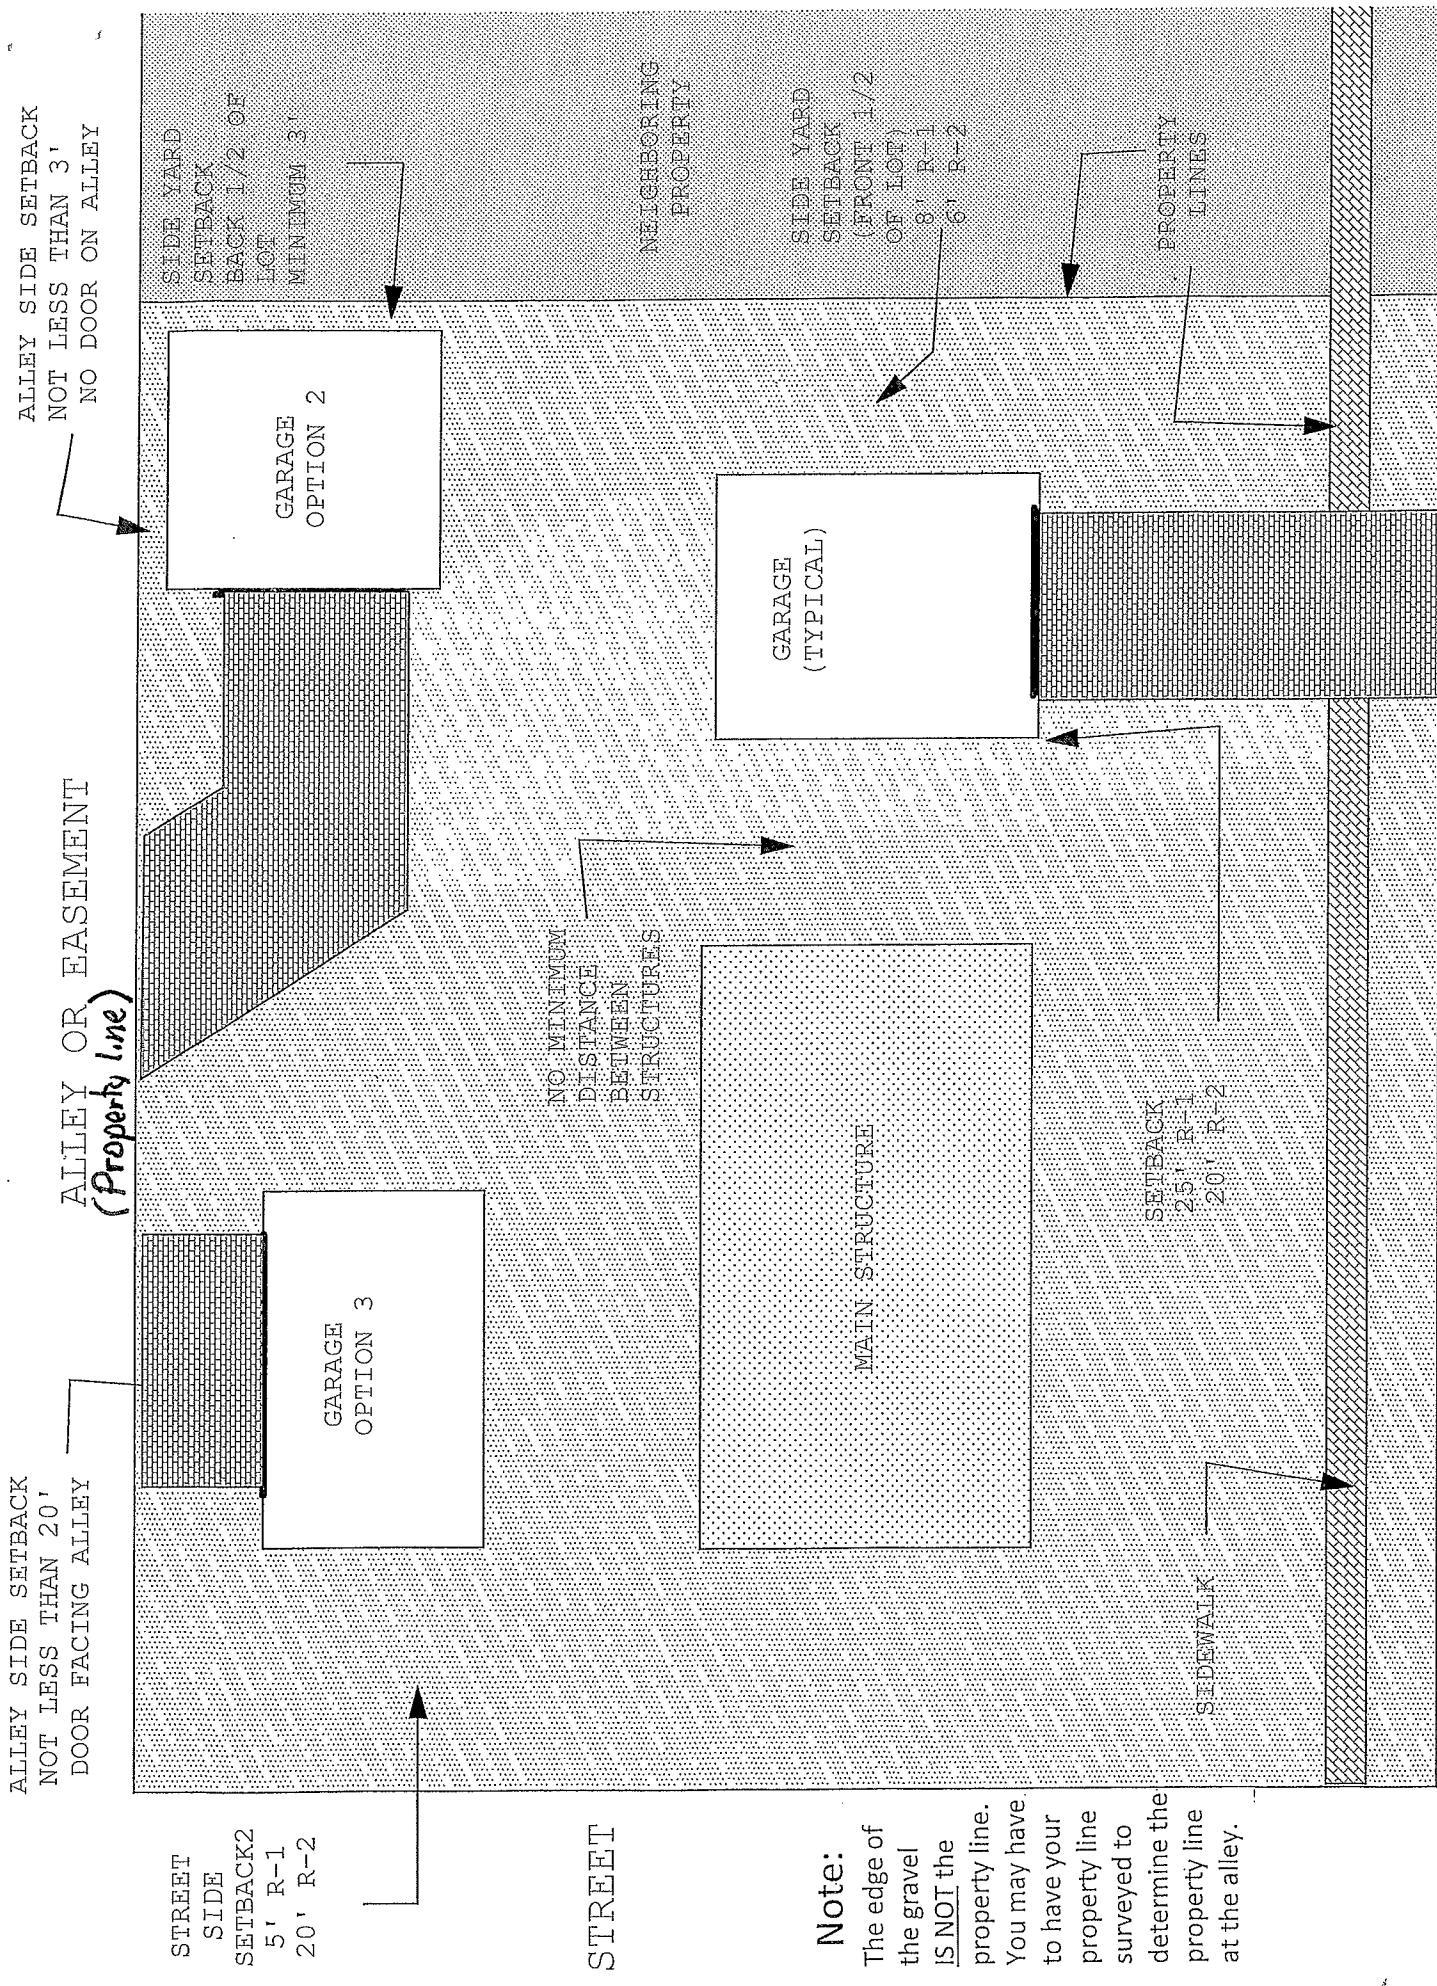 ALLEY SIDE SETBACK
NOT LESS THAN 20'
DOOR FACING ALLEY
ALLEY OR EASEMENT
(Property line)
ALLEY SIDE SETBACK
NOT LESS THAN 3'
NO DOOR ON ALLEY
STREET
SIDE
SETBACK2
5' R-1
20' R-2
GARAGE
OPTION 3
GARAGE
OPTION 2
SIDE YARD
SETBACK
BACK 1/2 OF
LOT
MINIMUM 3'
STREET
NO MINIMUM
DISTANCE
BETWEEN
STRUCTURES
NEIGHBORING
PROPERTY
MAIN STRUCTURE
GARAGE
(TYPICAL)
SIDE YARD
SETBACK
(FRONT 1/2
OF LOT)
8' R-1
6' R-2
Note:
The edge of
the gravel
IS NOT the
property line.
You may have
to have your
property line
surveyed to
determine the
property line
at the alley.
SIDEWALK
SETBACK
25' R-1
20' R-2
PROPERTY
LINES